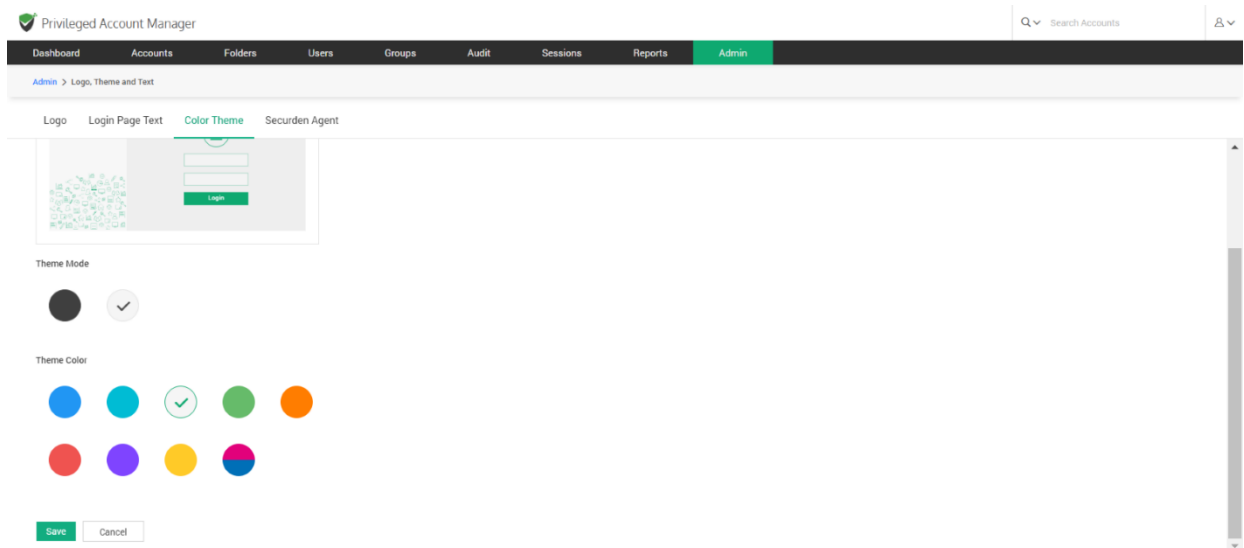 Privileged Account Manager
Search Accounts
Dashboard Accounts Folders Users Groups Audit Sessions Reports Admin
Admin > Logo, Theme and Text
Logo Login Page Text Color Theme Securden Agent
Login
Theme Mode
Theme Color
Save Cancel